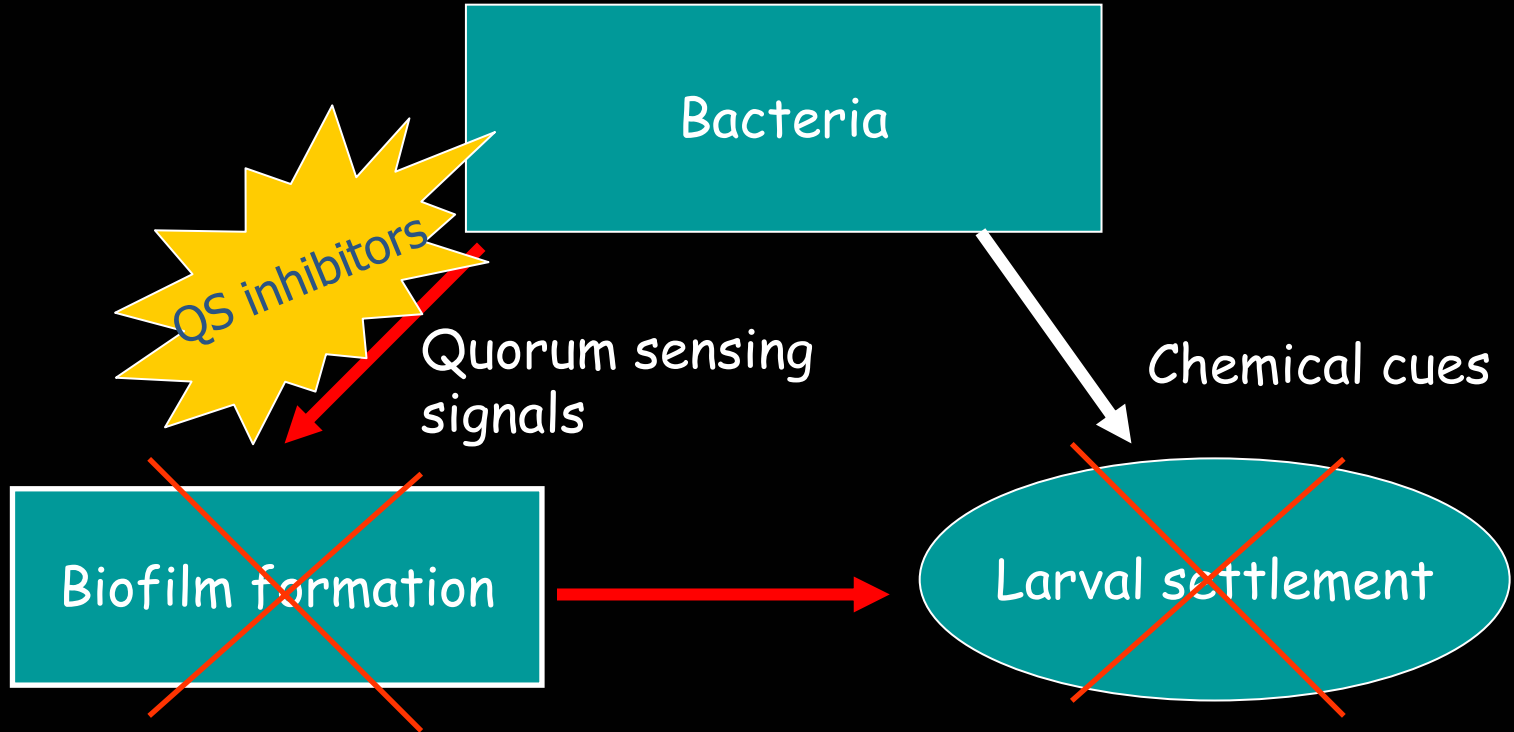 Bacteria
QS inhibitors
Quorum sensing
signals
Chemical cues
Biofilm formation
Larval settlement